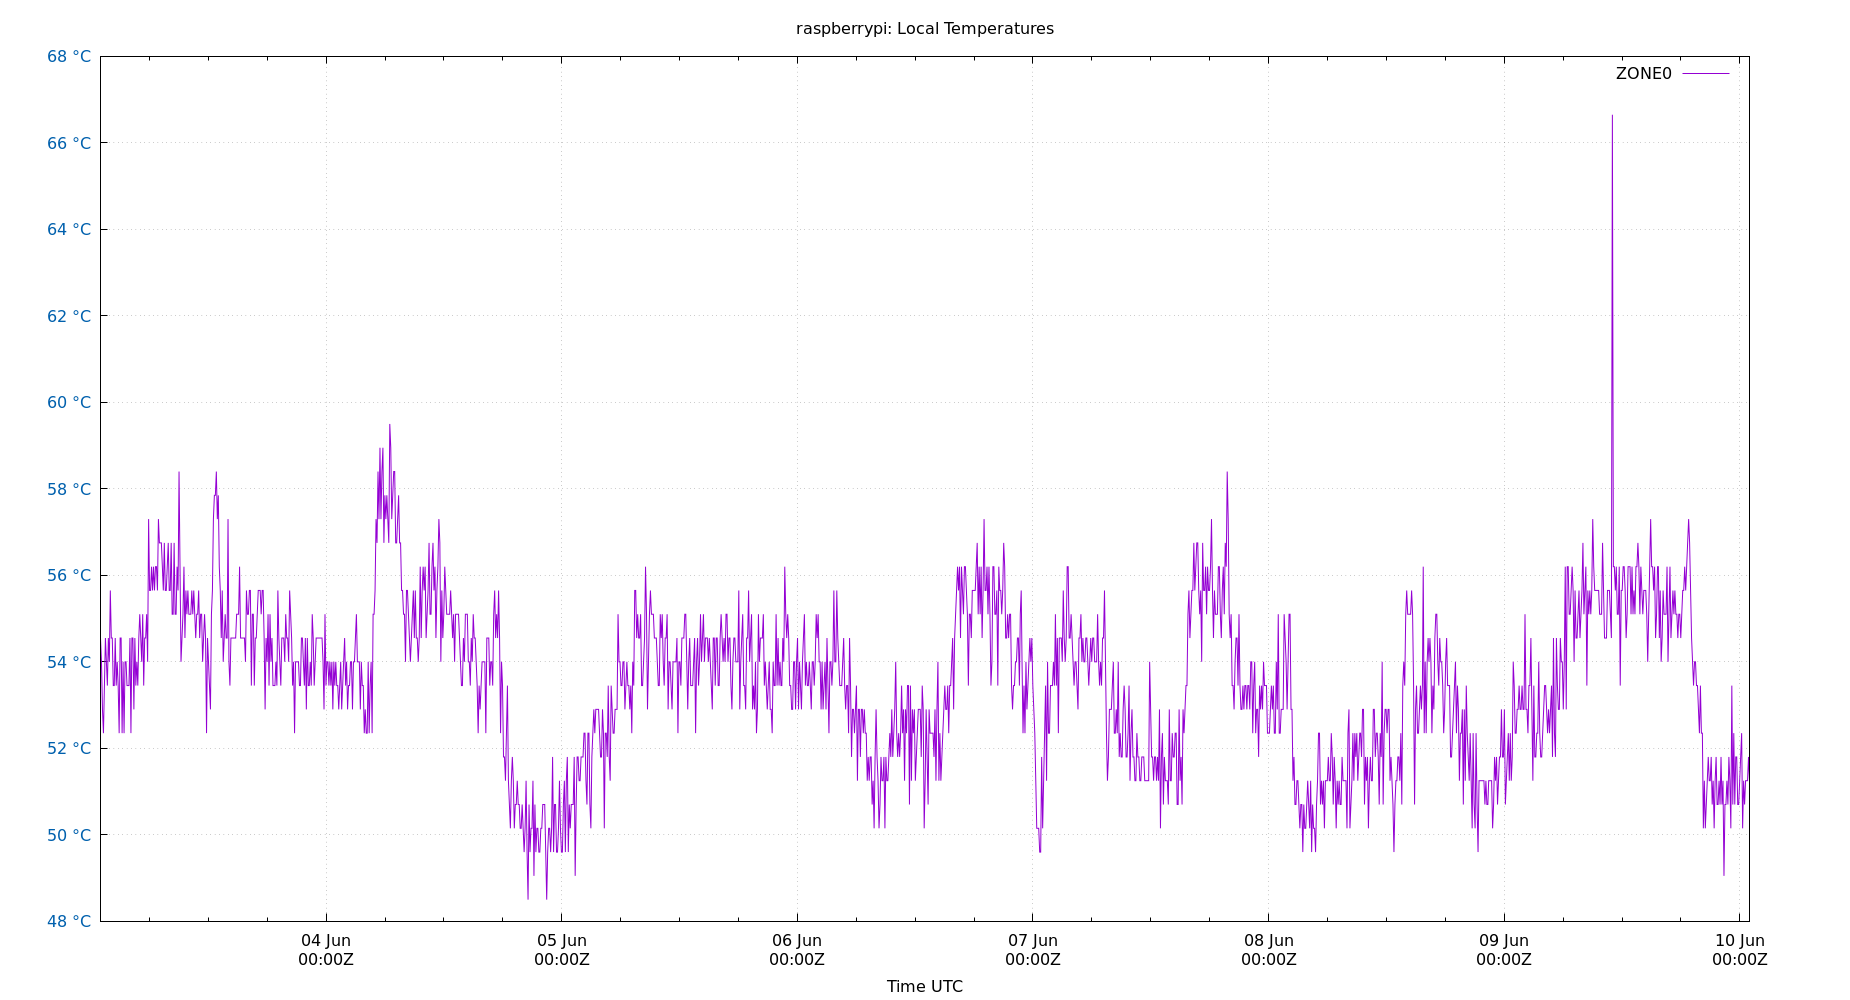 raspberrypi: Local Temperatures
68 °C
ZONE0
66 °C
64 °C
62 °C
60 °C
58 °C
56 °C
54 °C
52 °C
50 °C
48 °C
04 Jun 05 Jun 06 Jun 07 Jun 08 Jun 09 Jun 10 Jun
00:00Z 00:00Z 00:00Z 00:00Z 00:00Z 00:00Z 00:00Z
Time UTC